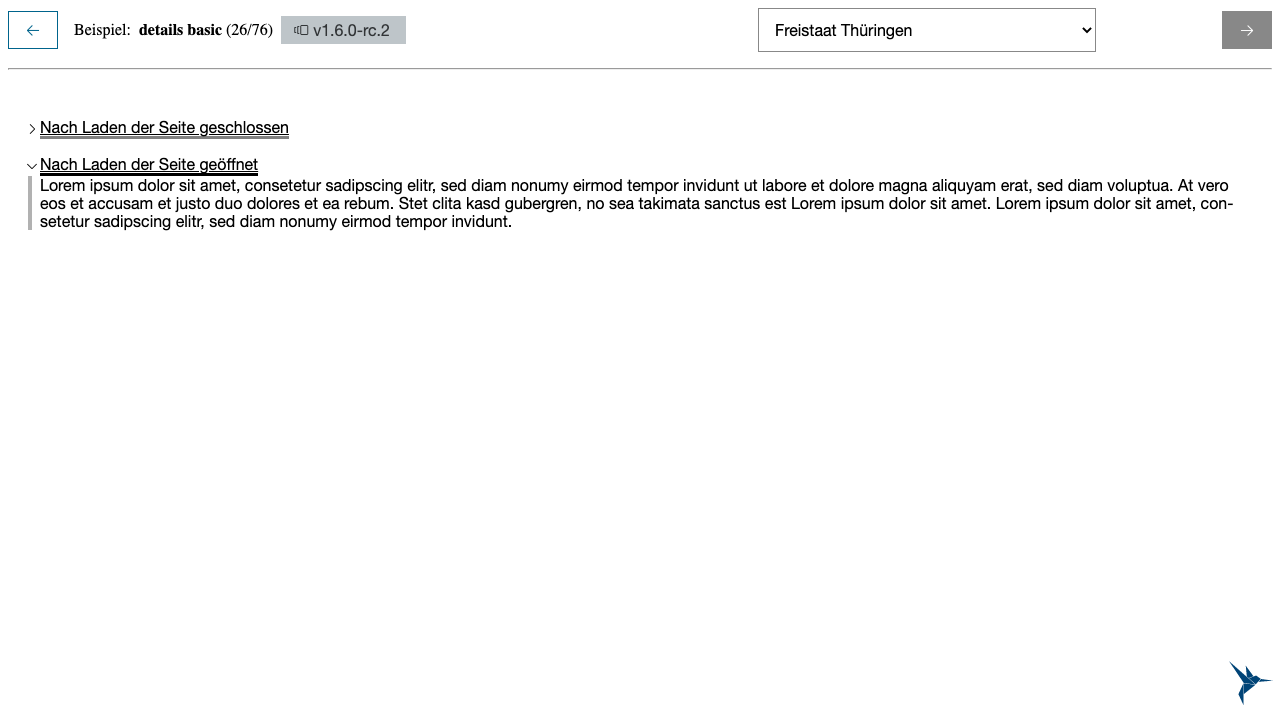 Beispiel: details basic (26/76) v1.6.0-rc.2 Freistaat Thüringen
Nach Laden der Seite geschlossen
Nach Laden der Seite geöffnet
Lorem ipsum dolor sit amet, consetetur sadipscing elitr, sed diam nonumy eirmod tempor invidunt ut labore et dolore magna aliquyam erat, sed diam voluptua. At vero
eos et accusam et justo duo dolores et ea rebum. Stet clita kasd gubergren, no sea takimata sanctus est Lorem ipsum dolor sit amet. Lorem ipsum dolor sit amet, con-
setetur sadipscing elitr, sed diam nonumy eirmod tempor invidunt.